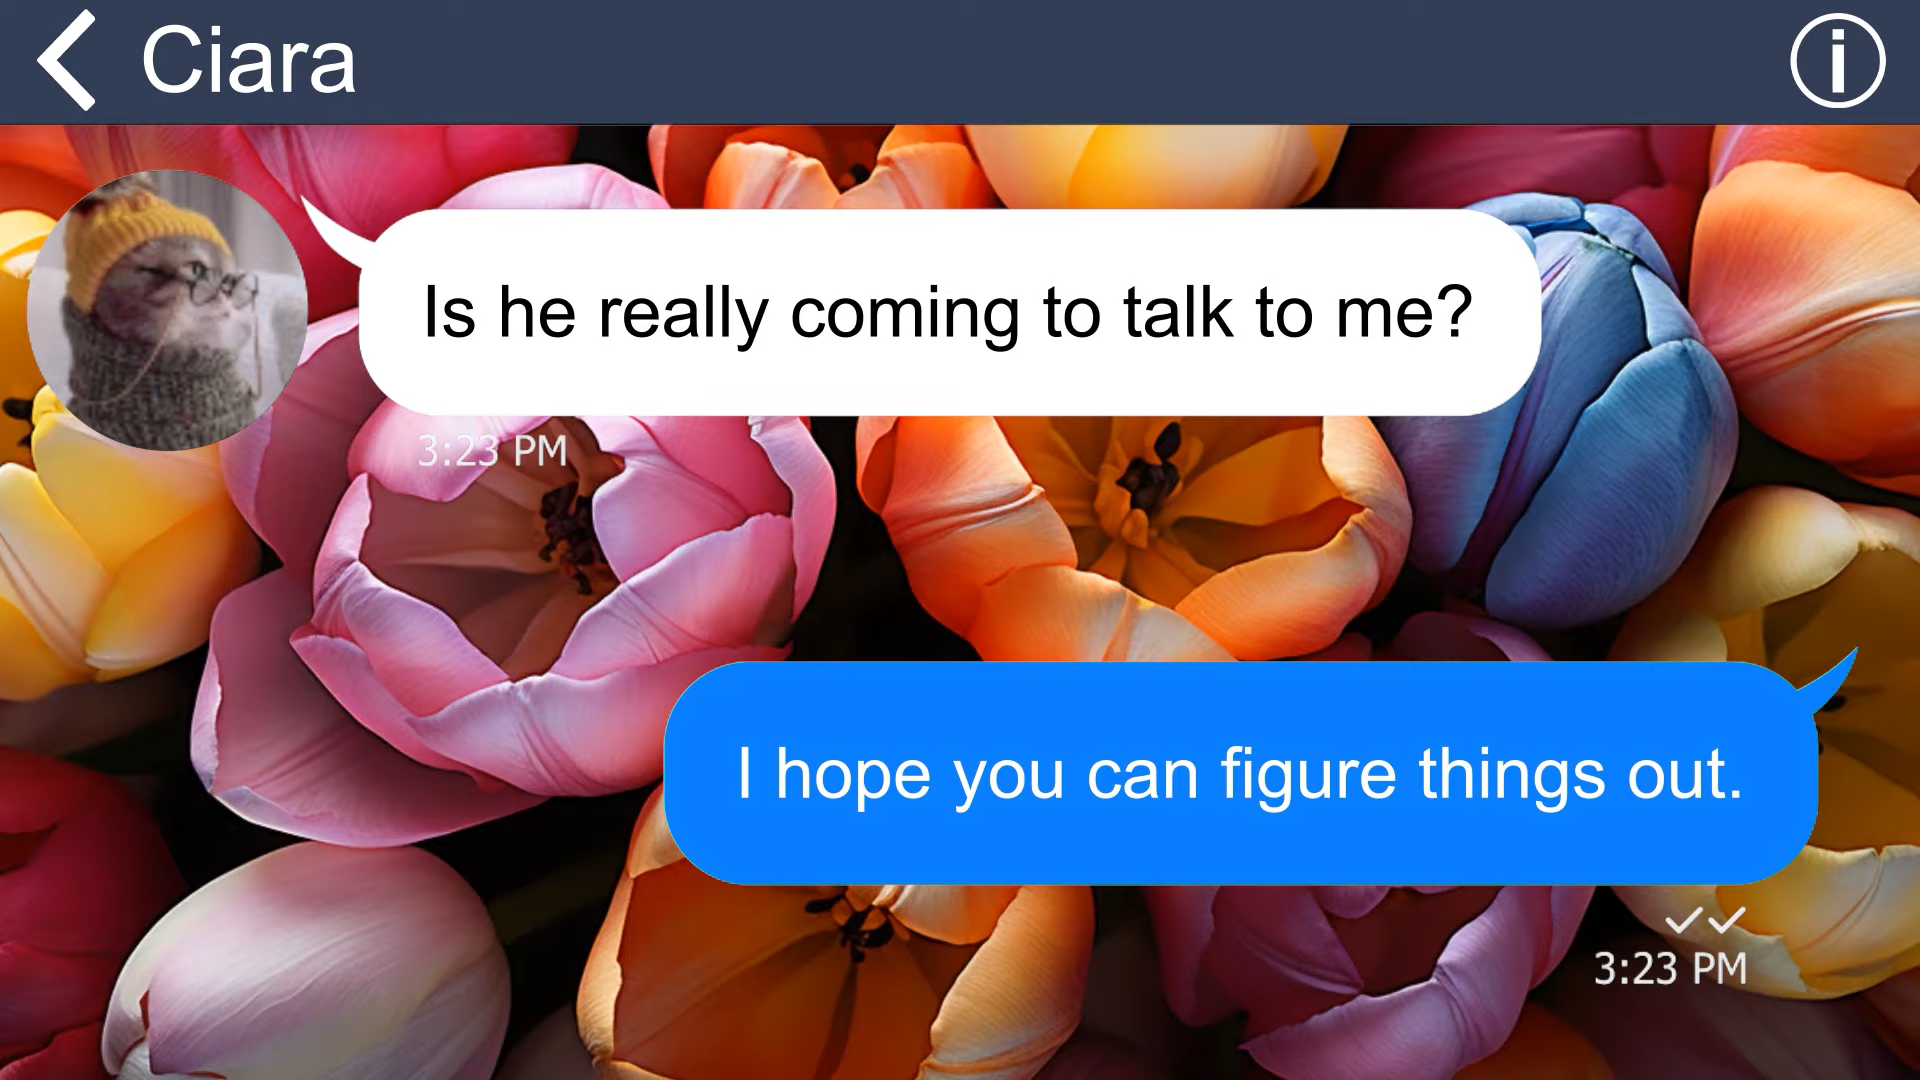 Ciara
Is he really coming to talk to me?
3:23 PM
I hope you can figure things out.
3:23 PM